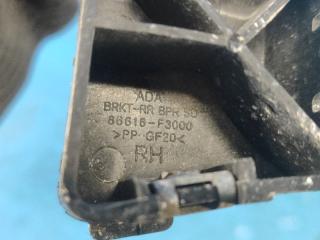 ADA
BRKT-RR BPR SD
86616-F3000
>PP GF20<
RH